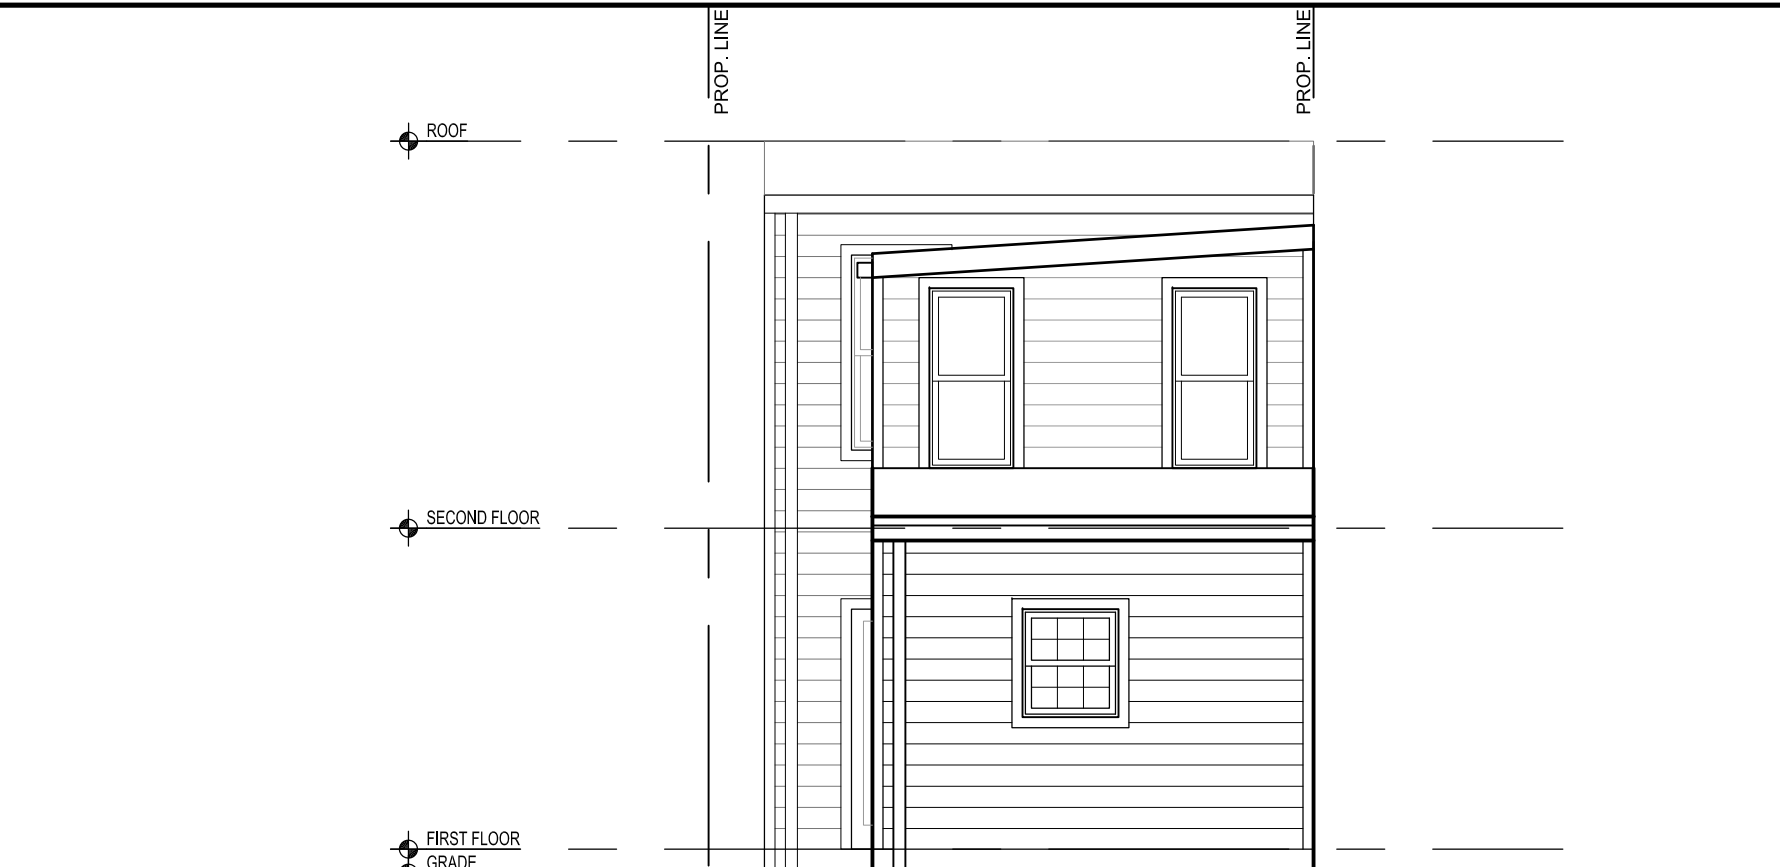 PROP. LINE
PROP. LINE
ROOF
SECOND FLOOR
FIRST FLOOR
GRADE